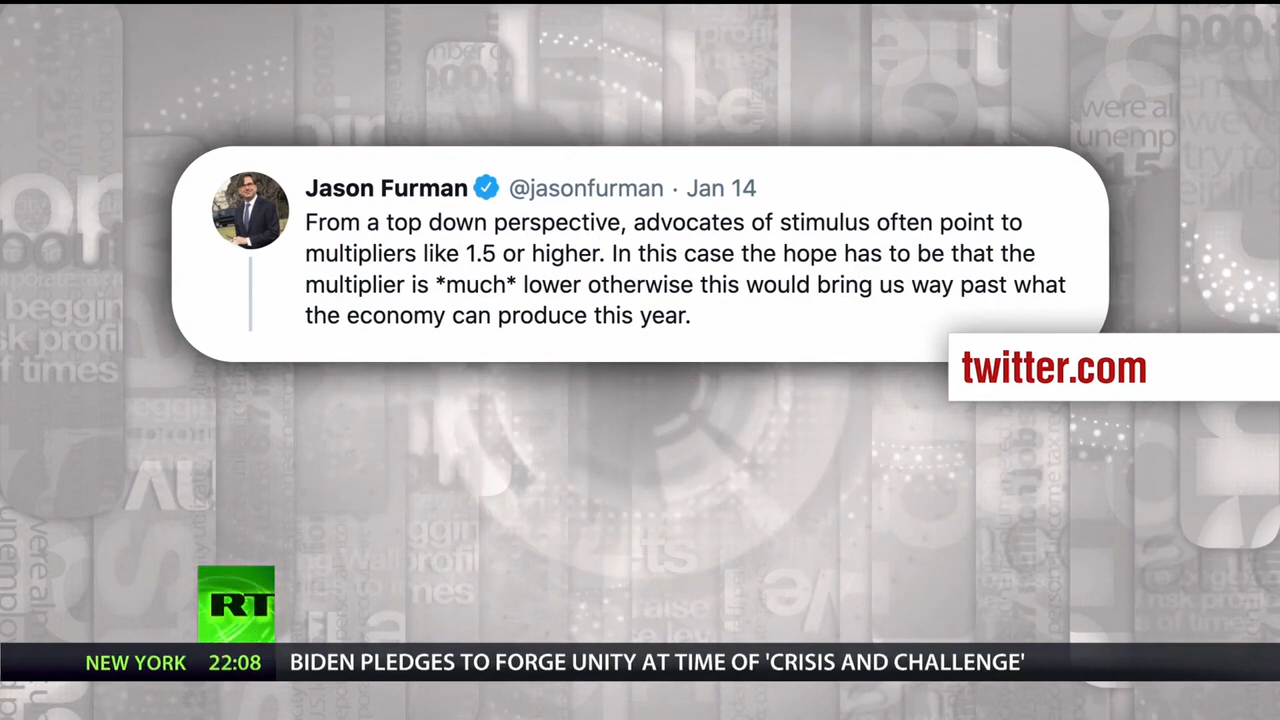 Jason Furman @jasonfurman · Jan 14
From a top down perspective, advocates of stimulus often point to
multipliers like 1.5 or higher. In this case the hope has to be that the
multiplier is *much* lower otherwise this would bring us way past what
the economy can produce this year.
twitter.com
RT
NEW YORK 22:08 BIDEN PLEDGES TO FORGE UNITY AT TIME OF 'CRISIS AND CHALLENGE'